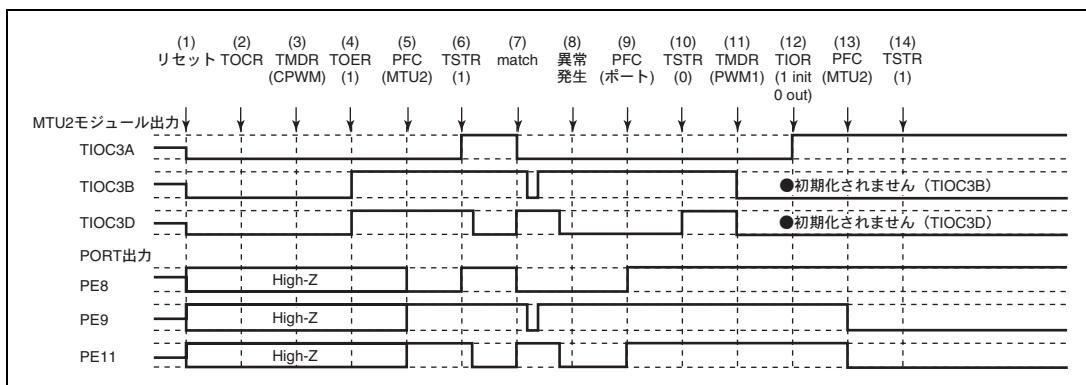 (1) (2) (3) (4) (5) (6) (7) (8) (9) (10) (11) (12) (13) (14)
リセット TOCR TMDR TOER PFC TSTR match 異常 PFC TSTR TMDR TIOR PFC TSTR
(CPWM) (1) (MTU2) (1) 発生 (ポート) (0) (PWM1) (1 init (MTU2) (1)
0 out)
MTU2モジュール出力
TIOC3A
TIOC3B ●初期化されません（TIOC3B）
TIOC3D ●初期化されません（TIOC3D）
PORT出力
PE8 High-Z
PE9 High-Z
PE11 High-Z